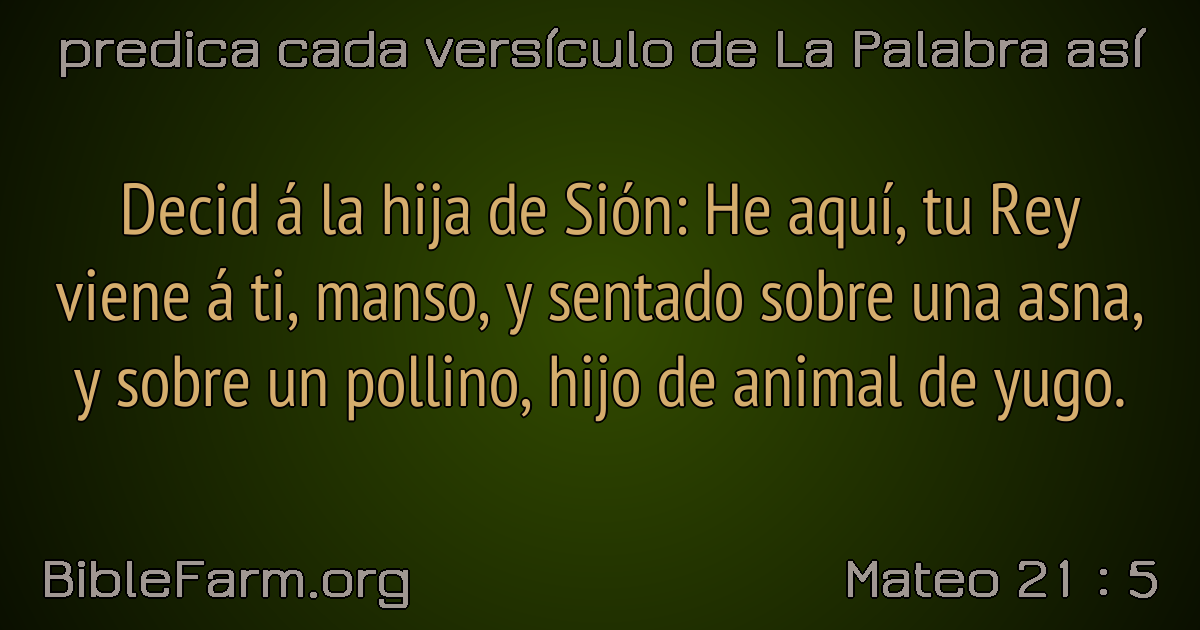 predica cada versículo de La Palabra así
Decid á la hija de Sión: He aquí, tu Rey
viene á ti, manso, y sentado sobre una asna,
y sobre un pollino, hijo de animal de yugo.
BibleFarm.org
Mateo 21 : 5